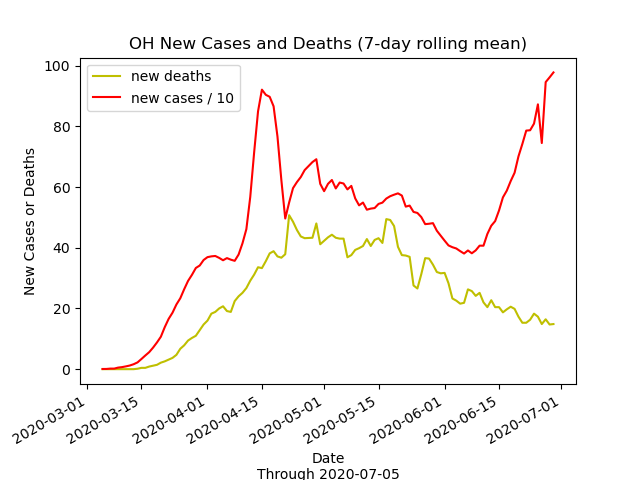 OH New Cases and Deaths (7-day rolling mean)
new deaths
new cases / 10
New Cases or Deaths
100
80
60
40
20
0
2020-03-01
2020-03-15
2020-04-01
2020-04-15
2020-05-01
2020-05-15
2020-06-01
2020-06-15
2020-07-01
Date
Through 2020-07-05